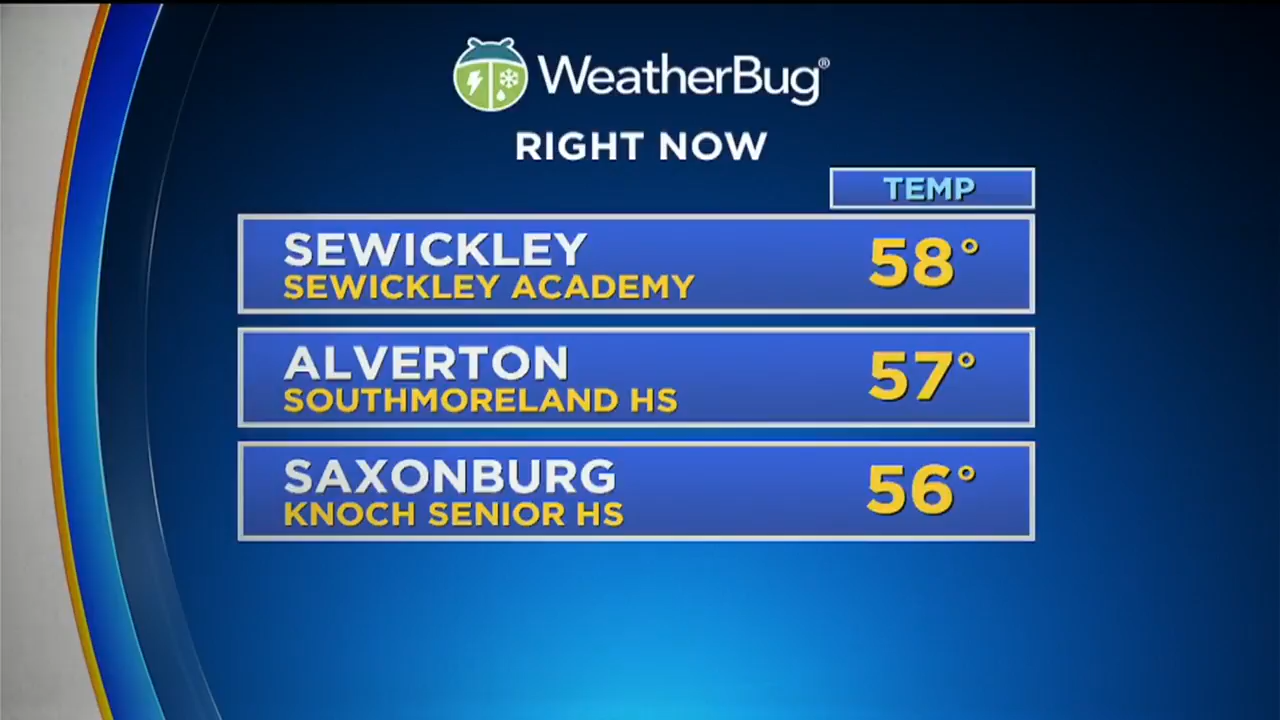 WeatherBug®
RIGHT NOW
TEMP
SEWICKLEY
SEWICKLEY ACADEMY
58°
ALVERTON
SOUTHMORELAND HS
57°
SAXONBURG
KNOCH SENIOR HS
56°